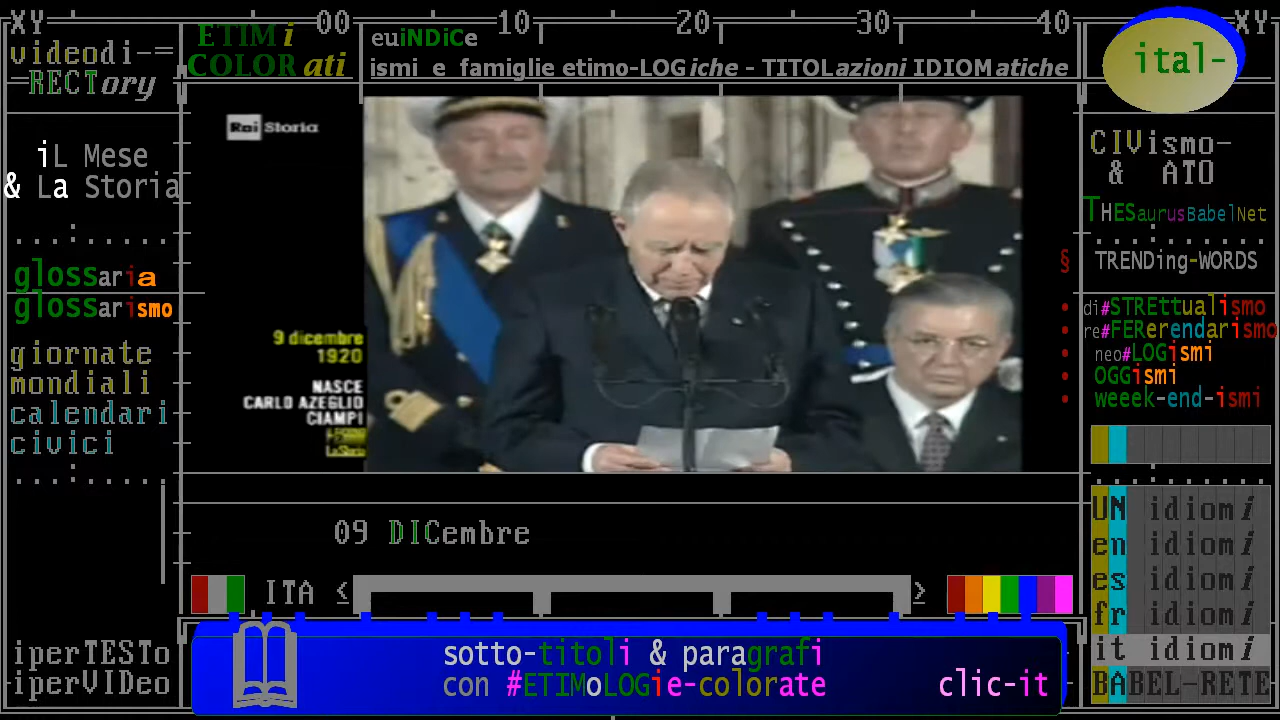 XY 00 10 20 30 40 XY
videodi-=
=RECTory
ETIMi
COLORati
euiNDiCe
ismi e famiglie etimo-LOGiche - TITOLazioni IDIOMatiche
ital-
iL Mese
& La Storia
...:.....
glossaria
glossarismo
giornate
mondiali
calendari
civici
...:.....
iperTESTo
-iperVIDeo
Rai Storia
9 dicembre
1920
NASCE
CARLO AZEGLIO
CIAMPI
09 DICembre
ITA < >
sotto-titoli & paragrafi
con #ETIMoLOGie-colorate clic-it
CIVismo-
& ATO
THESaurusBabelNet
....:.......
§ TRENDing-WORDS
• di#STREttualismo
• re#FERerendarismo
• neo#LOGismi
• OGGismi
• weeek-end-ismi
....:.......
UN idiomi
en idiomi
es idiomi
fr idiomi
it idiomi
BABEL-RETE